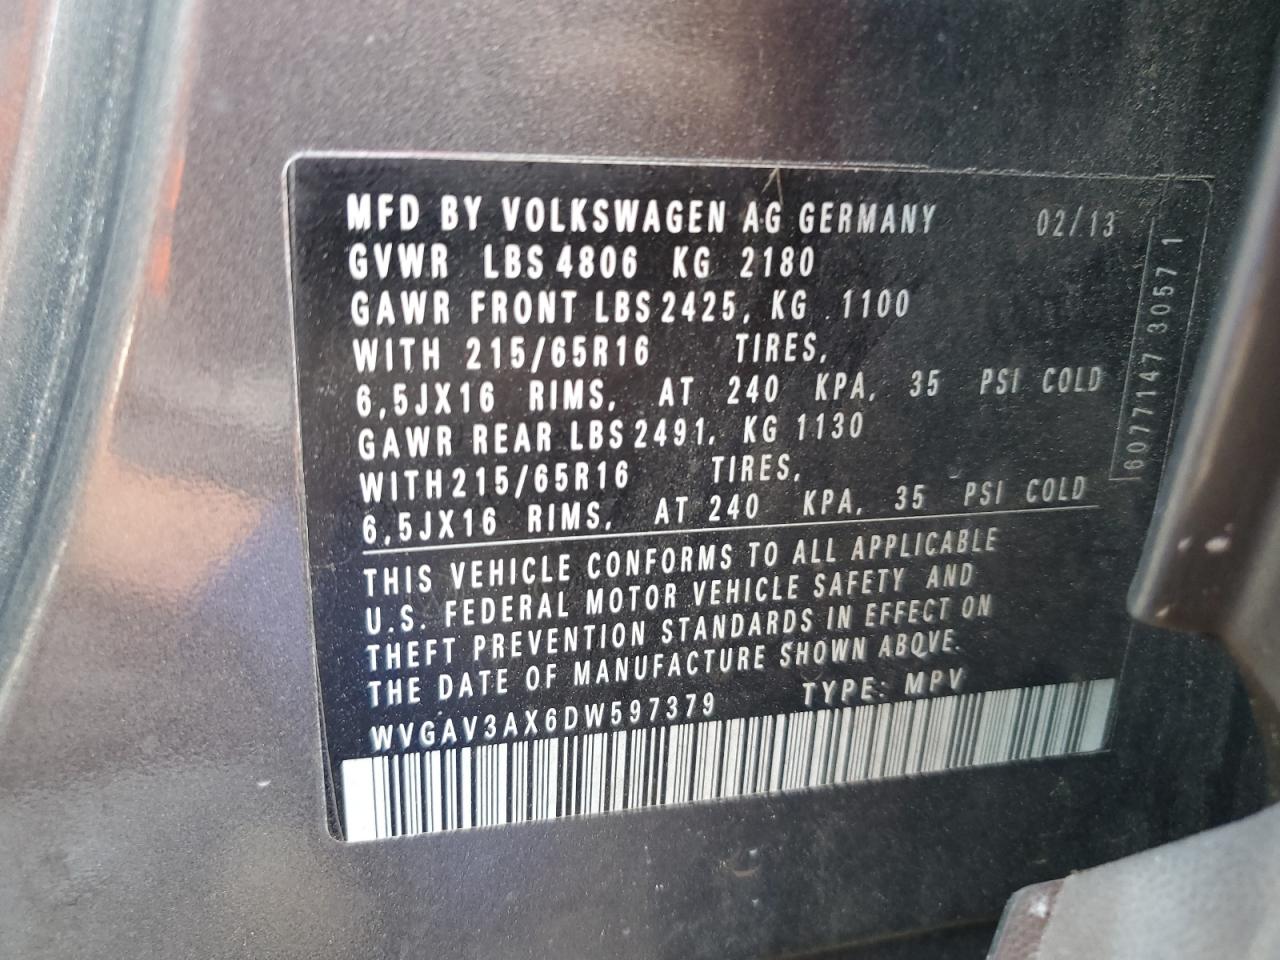 MFD BY VOLKSWAGEN AG GERMANY 02/13
GVWR LBS 4806 KG 2180
GAWR FRONT LBS 2425, KG 1100
WITH 215/65R16 TIRES,
6,5JX16 RIMS, AT 240 KPA, 35 PSI COLD
GAWR REAR LBS 2491, KG 1130
WITH 215/65R16 TIRES,
6,5JX16 RIMS, AT 240 KPA, 35 PSI COLD
THIS VEHICLE CONFORMS TO ALL APPLICABLE
U.S. FEDERAL MOTOR VEHICLE SAFETY AND
THEFT PREVENTION STANDARDS IN EFFECT ON
THE DATE OF MANUFACTURE SHOWN ABOVE.
WVGAV3AX6DW597379 TYPE: MPV
6077147 3057 1